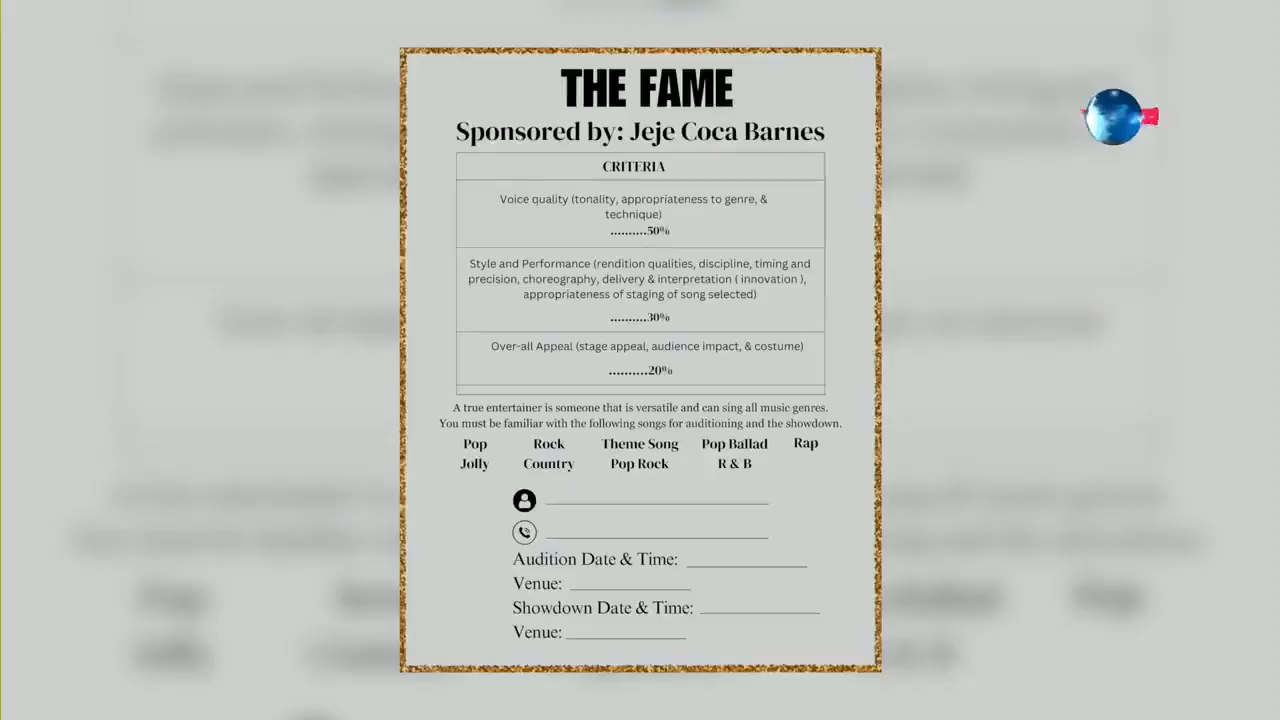 THE FAME
Sponsored by: Jeje Coca Barnes
CRITERIA
Voice quality (tonality, appropriateness to genre, &
technique)
..........50%
Style and Performance (rendition qualities, discipline, timing and
precision, choreography, delivery & interpretation ( innovation ),
appropriateness of staging of song selected)
..........30%
Over-all Appeal (stage appeal, audience impact, & costume)
..........20%
A true entertainer is someone that is versatile and can sing all music genres.
You must be familiar with the following songs for auditioning and the showdown.
Pop Rock Theme Song Pop Ballad Rap
Jolly Country Pop Rock R & B
Audition Date & Time:
Venue:
Showdown Date & Time:
Venue: